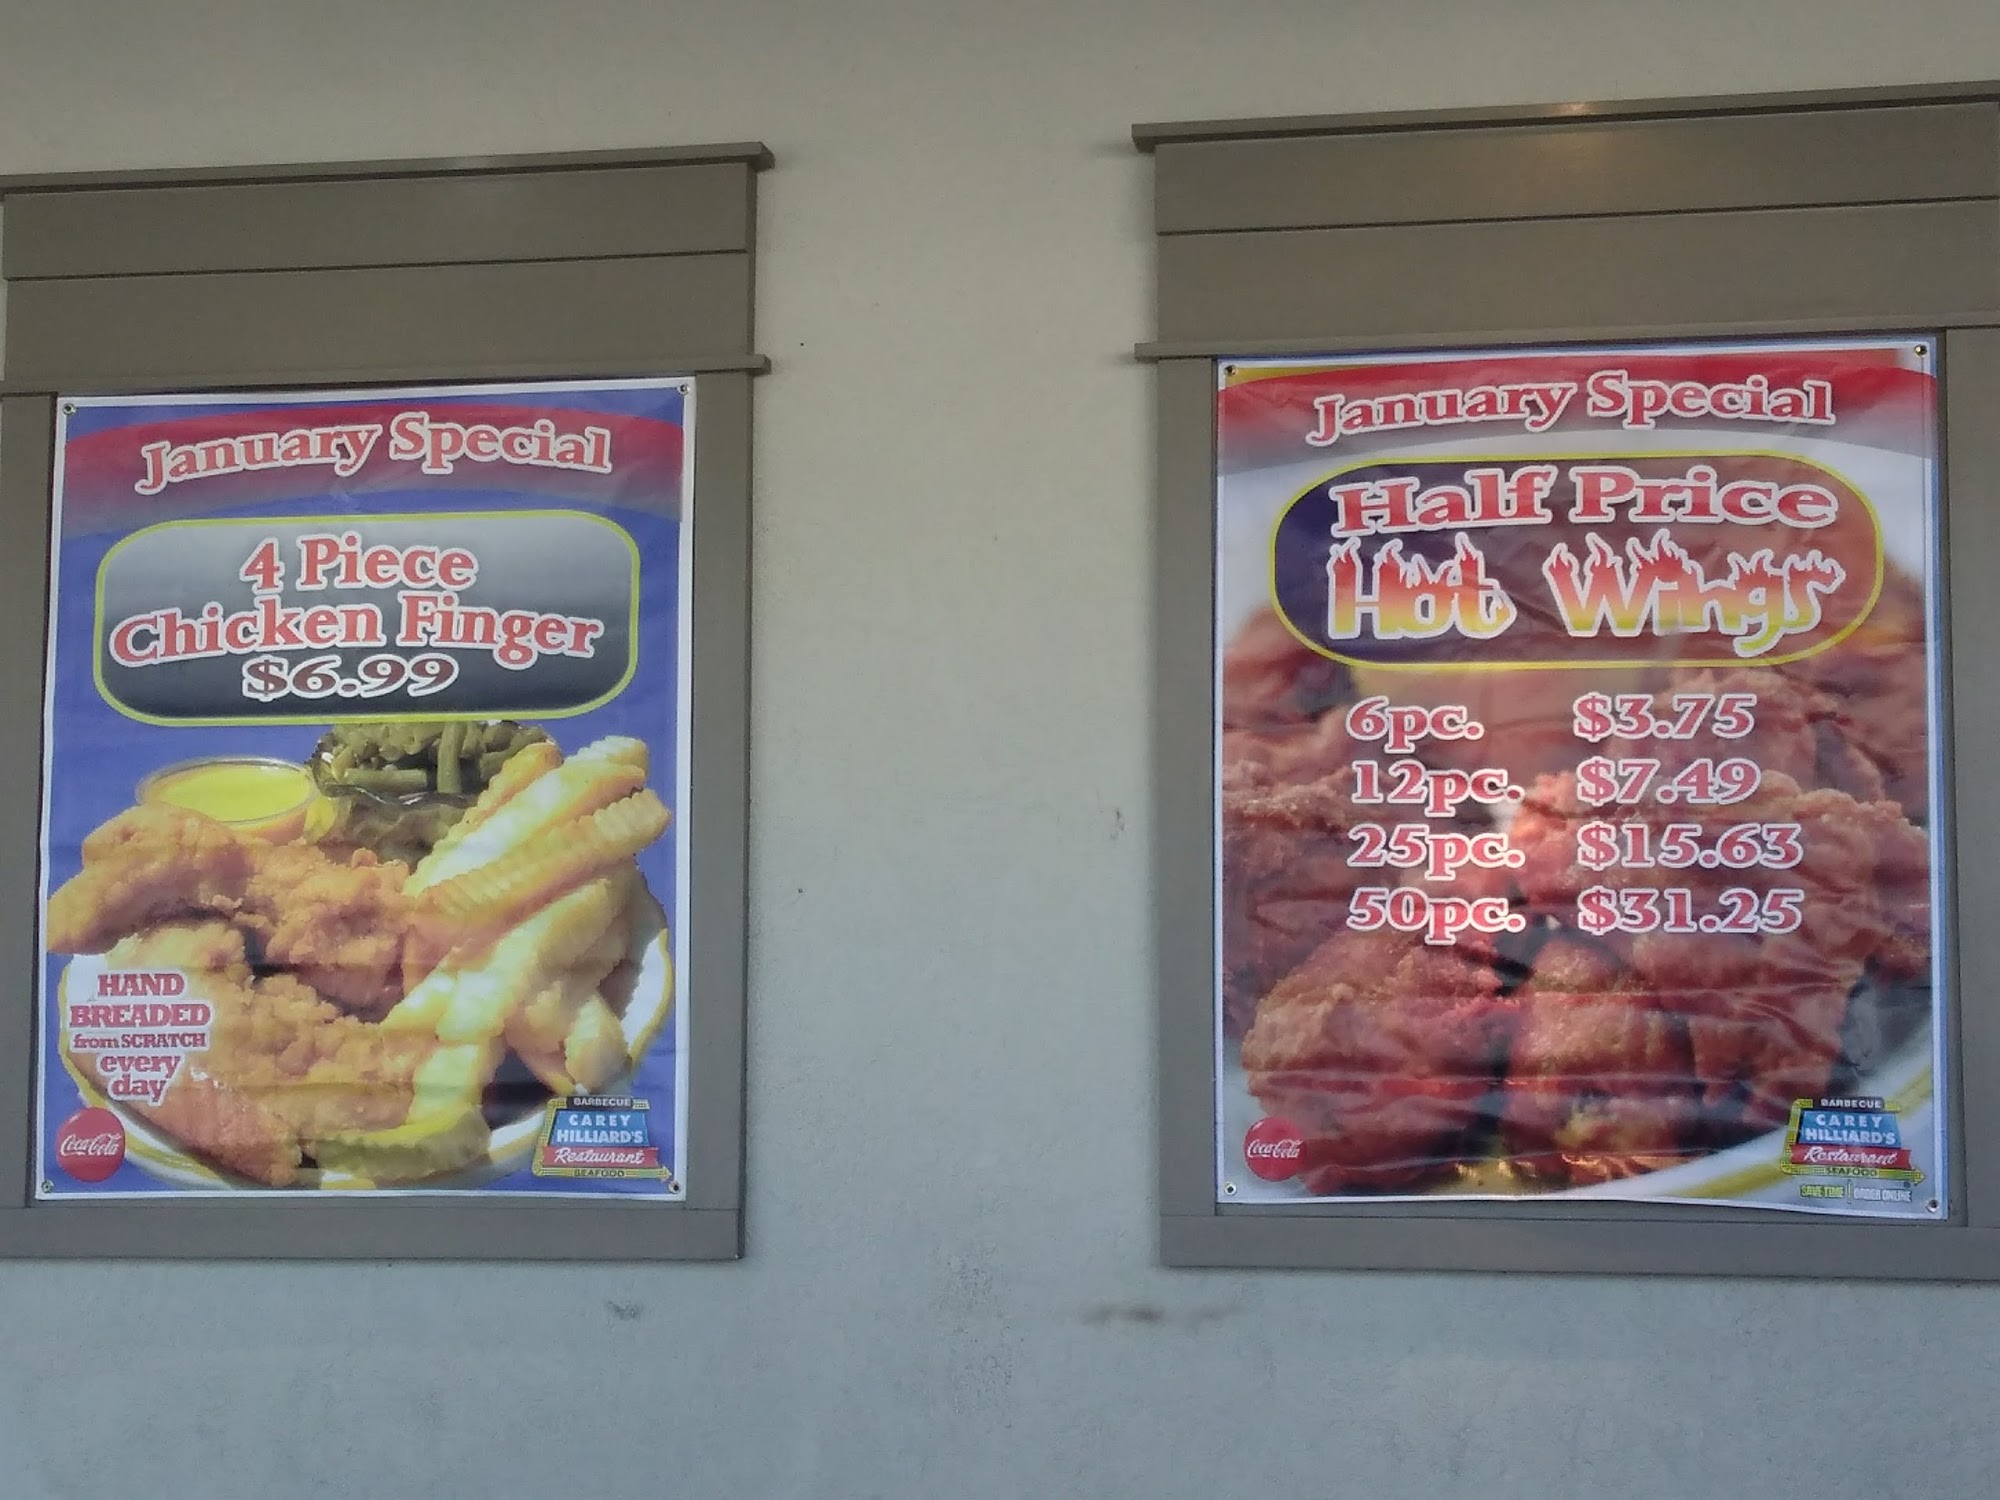 January Special
4 Piece
Chicken Finger
$6.99
HAND
BREADED
from SCRATCH
every
day
Coca-Cola
BARBECUE
CAREY
HILLIARD'S
Restaurant
SEAFOOD
January Special
Half Price
Hot Wings
6pc. $3.75
12pc. $7.49
25pc. $15.63
50pc. $31.25
Coca-Cola
BARBECUE
CAREY
HILLIARD'S
Restaurant
SEAFOOD
SAVE TIME | ORDER ONLINE